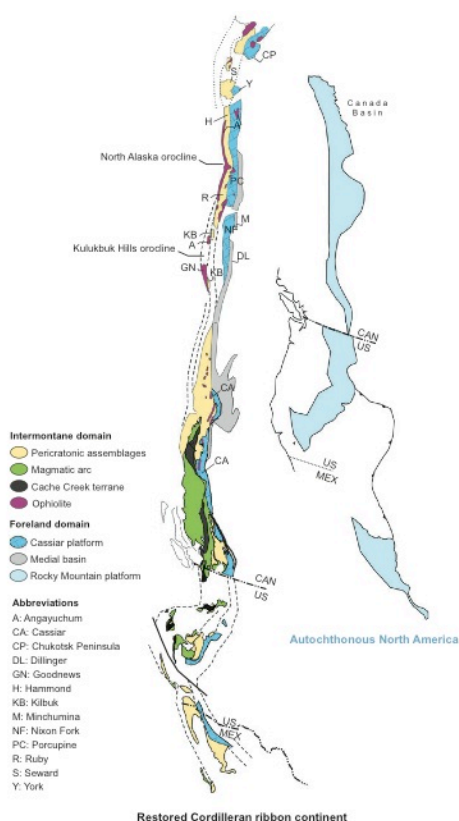 CP
S
Y
H
A
Canada
Basin
North Alaska orocline
PC
R
M
KB
NF
A
Kulukbuk Hills orocline
DL
GN
KB
CAN
US
CA
US
MEX
CA
Intermontane domain
Pericratonic assemblages
Magmatic arc
Cache Creek terrane
Ophiolite
Foreland domain
Cassiar platform
Medial basin
Rocky Mountain platform
CAN
US
Abbreviations
A: Angayuchum
CA: Cassiar
CP: Chukotsk Peninsula
DL: Dillinger
GN: Goodnews
H: Hammond
KB: Kilbuk
M: Minchumina
NF: Nixon Fork
PC: Porcupine
R: Ruby
S: Seward
Y: York
Autochthonous North America
US
MEX
Restored Cordilleran ribbon continent